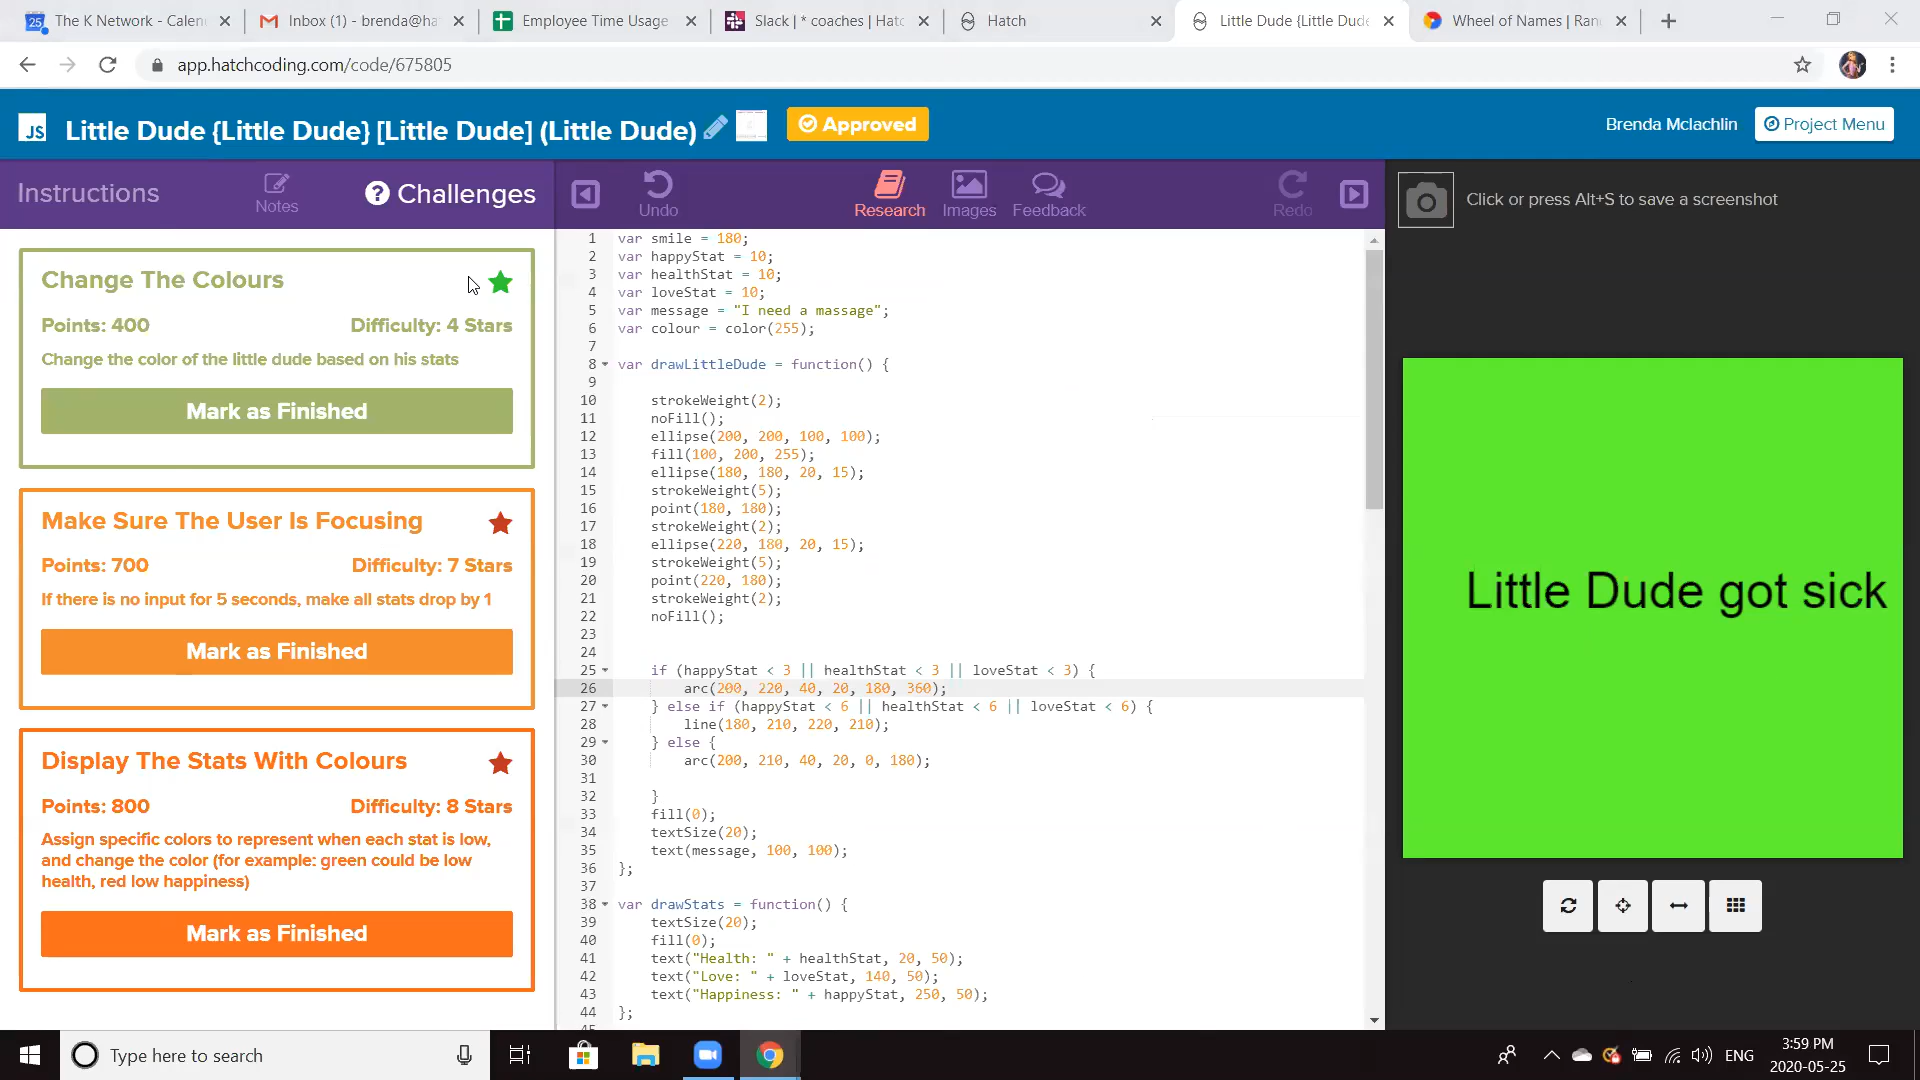 The K Network - Calen
Inbox (1) - brenda@ha
Employee Time Usage
Slack | * coaches | Hatc
Hatch
Little Dude {Little Dude
Wheel of Names | Ran
app.hatchcoding.com/code/675805
JS
Little Dude {Little Dude} [Little Dude] (Little Dude)
Approved
Brenda Mclachlin
Project Menu
Instructions
Notes
Challenges
Undo
Research
Images
Feedback
Redo
Click or press Alt+S to save a screenshot
Change The Colours
Points: 400
Difficulty: 4 Stars
Change the color of the little dude based on his stats
Mark as Finished
Make Sure The User Is Focusing
Points: 700
Difficulty: 7 Stars
If there is no input for 5 seconds, make all stats drop by 1
Mark as Finished
Display The Stats With Colours
Points: 800
Difficulty: 8 Stars
Assign specific colors to represent when each stat is low,
and change the color (for example: green could be low
health, red low happiness)
Mark as Finished
1 var smile = 180;
2 var happyStat = 10;
3 var healthStat = 10;
4 var loveStat = 10;
5 var message = "I need a massage";
6 var colour = color(255);
7
8 var drawLittleDude = function() {
9
10 strokeWeight(2);
11 noFill();
12 ellipse(200, 200, 100, 100);
13 fill(100, 200, 255);
14 ellipse(180, 180, 20, 15);
15 strokeWeight(5);
16 point(180, 180);
17 strokeWeight(2);
18 ellipse(220, 180, 20, 15);
19 strokeWeight(5);
20 point(220, 180);
21 strokeWeight(2);
22 noFill();
23
24
25 if (happyStat < 3 || healthStat < 3 || loveStat < 3) {
26 arc(200, 220, 40, 20, 180, 360);
27 } else if (happyStat < 6 || healthStat < 6 || loveStat < 6) {
28 line(180, 210, 220, 210);
29 } else {
30 arc(200, 210, 40, 20, 0, 180);
31
32 }
33 fill(0);
34 textSize(20);
35 text(message, 100, 100);
36 };
37
38 var drawStats = function() {
39 textSize(20);
40 fill(0);
41 text("Health: " + healthStat, 20, 50);
42 text("Love: " + loveStat, 140, 50);
43 text("Happiness: " + happyStat, 250, 50);
44 };
Little Dude got sick
Type here to search
ENG
3:59 PM
2020-05-25